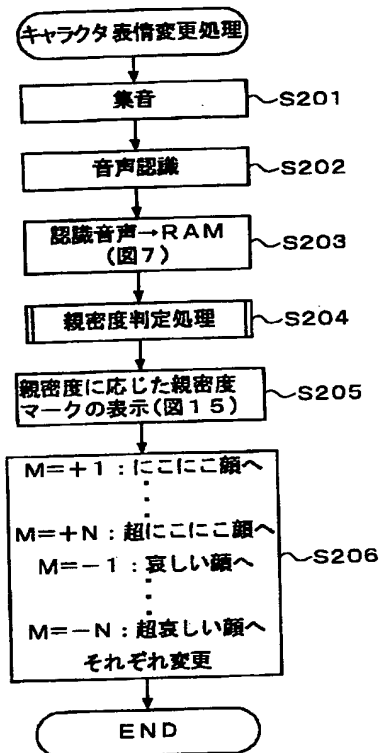 キャラクタ表情変更処理
集音
S201
音声認識
S202
認識音声→RAM
(図7)
S203
親密度判定処理
S204
親密度に応じた親密度
マークの表示(図15)
S205
M=+1:にこにこ顔へ
M=+N:超にこにこ顔へ
M=-1:哀しい顔へ
M=-N:超哀しい顔へ
それぞれ変更
S206
END